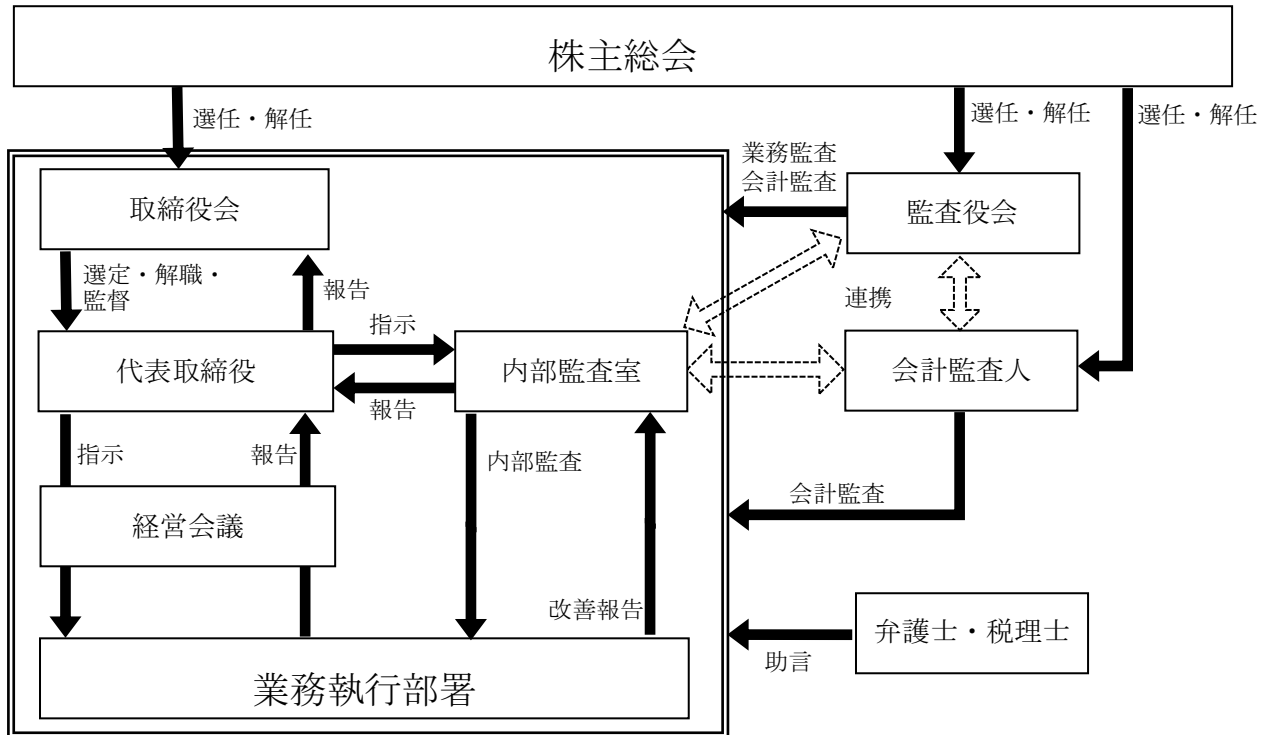 株主総会
選任・解任
選任・解任
選任・解任
業務監査
会計監査
取締役会
監査役会
選定・解職・
監督
報告
連携
指示
代表取締役
内部監査室
会計監査人
報告
指示
報告
内部監査
会計監査
経営会議
改善報告
弁護士・税理士
助言
業務執行部署